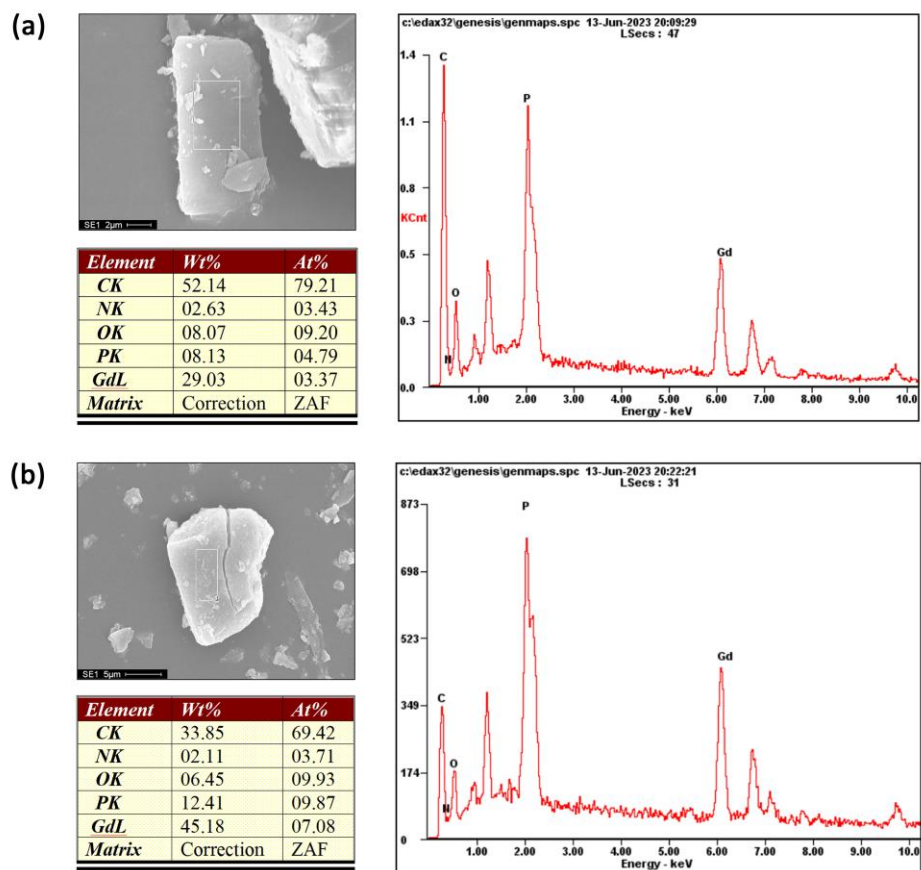 (a)
SE1 2µm
Element Wt% At%
CK 52.14 79.21
NK 02.63 03.43
OK 08.07 09.20
PK 08.13 04.79
GdL 29.03 03.37
Matrix Correction ZAF
c:\edax32\genesis\genmaps.spc 13-Jun-2023 20:09:29
LSecs : 47
1.4
1.1
0.8
KCnt
0.5
0.3
0.0
C
P
O
N
Gd
1.00 2.00 3.00 4.00 5.00 6.00 7.00 8.00 9.00 10.0
Energy - keV
(b)
SE1 5µm
Element Wt% At%
CK 33.85 69.42
NK 02.11 03.71
OK 06.45 09.93
PK 12.41 09.87
GdL 45.18 07.08
Matrix Correction ZAF
c:\edax32\genesis\genmaps.spc 13-Jun-2023 20:22:21
LSecs : 31
873
698
523
349
174
0
P
Gd
C
O
N
1.00 2.00 3.00 4.00 5.00 6.00 7.00 8.00 9.00 10.0
Energy - keV